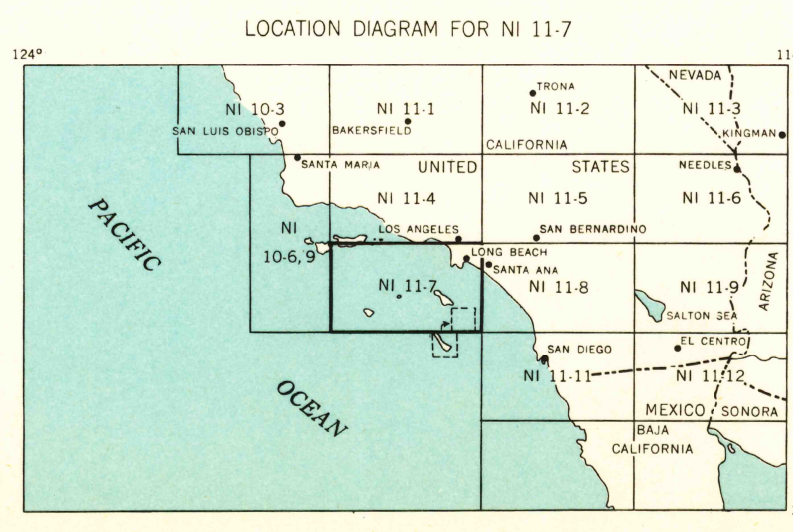 LOCATION DIAGRAM FOR NI 11-7
124°
NEVADA
TRONA
NI 10-3
NI 11-1
NI 11-2
NI 11-3
SAN LUIS OBISPO
BAKERSFIELD
KINGMAN
CALIFORNIA
SANTA MARIA
UNITED
STATES
NEEDLES
NI 11-4
NI 11-5
NI 11-6
PACIFIC
NI
10-6, 9
LOS ANGELES
SAN BERNARDINO
LONG BEACH
SANTA ANA
NI 11-7
NI 11-8
NI 11-9
ARIZONA
SALTON SEA
SAN DIEGO
EL CENTRO
NI 11-11
NI 11-12
OCEAN
MEXICO
SONORA
BAJA
CALIFORNIA